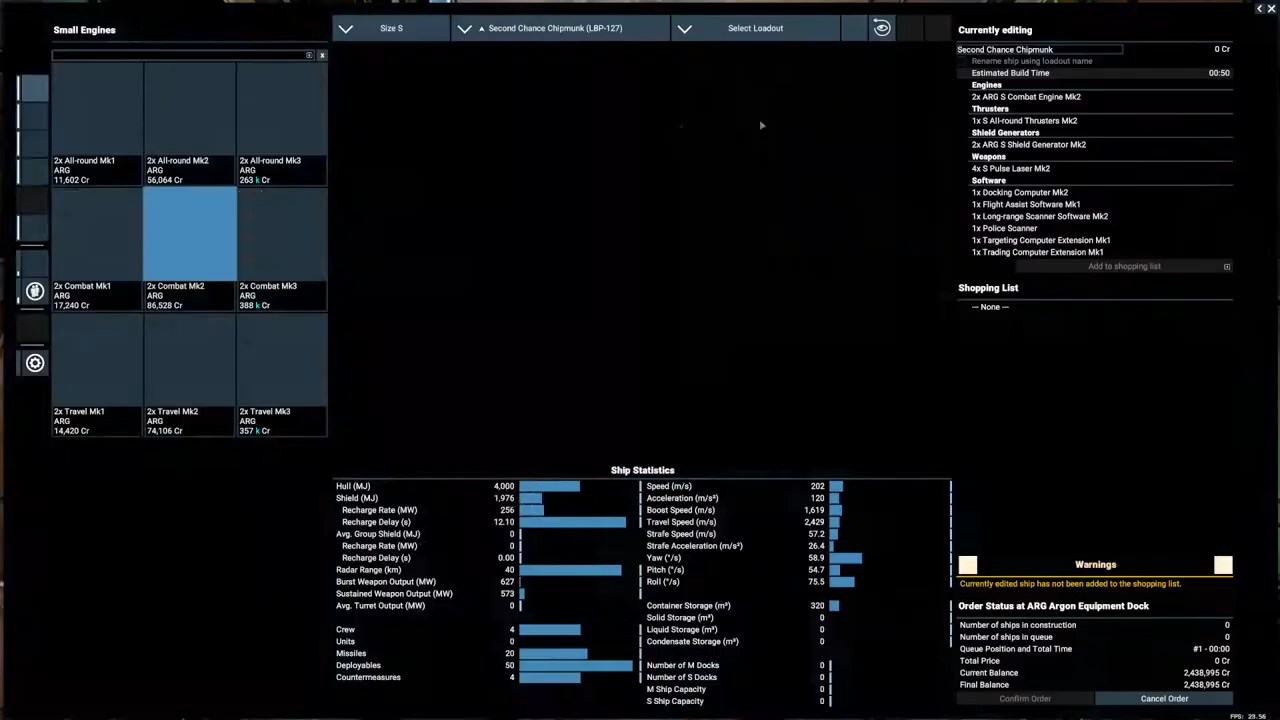 Small Engines
Size S
Second Chance Chipmunk (LBP-127)
Select Loadout
x
2x All-round Mk1
ARG
11,602 Cr
2x All-round Mk2
ARG
56,064 Cr
2x All-round Mk3
ARG
263 k Cr
2x Combat Mk1
ARG
17,240 Cr
2x Combat Mk2
ARG
86,528 Cr
2x Combat Mk3
ARG
388 k Cr
2x Travel Mk1
ARG
14,420 Cr
2x Travel Mk2
ARG
74,106 Cr
2x Travel Mk3
ARG
357 k Cr
Ship Statistics
Hull (MJ) 4,000
Shield (MJ) 1,976
Recharge Rate (MW) 256
Recharge Delay (s) 12.10
Avg. Group Shield (MJ) 0
Recharge Rate (MW) 0
Recharge Delay (s) 0.00
Radar Range (km) 40
Burst Weapon Output (MW) 627
Sustained Weapon Output (MW) 573
Avg. Turret Output (MW) 0
Crew 4
Units 0
Missiles 20
Deployables 50
Countermeasures 4
Speed (m/s) 202
Acceleration (m/s²) 120
Boost Speed (m/s) 1,619
Travel Speed (m/s) 2,429
Strafe Speed (m/s) 57.2
Strafe Acceleration (m/s²) 26.4
Yaw (°/s) 58.9
Pitch (°/s) 54.7
Roll (°/s) 75.5
Container Storage (m³) 320
Solid Storage (m³) 0
Liquid Storage (m³) 0
Condensate Storage (m³) 0
Number of M Docks 0
Number of S Docks 0
M Ship Capacity 0
S Ship Capacity 0
Currently editing
Second Chance Chipmunk 0 Cr
Rename ship using loadout name
Estimated Build Time 00:50
Engines
2x ARG S Combat Engine Mk2
Thrusters
1x S All-round Thrusters Mk2
Shield Generators
2x ARG S Shield Generator Mk2
Weapons
4x S Pulse Laser Mk2
Software
1x Docking Computer Mk2
1x Flight Assist Software Mk1
1x Long-range Scanner Software Mk2
1x Police Scanner
1x Targeting Computer Extension Mk1
1x Trading Computer Extension Mk1
Add to shopping list
Shopping List
— None —
Warnings
Currently edited ship has not been added to the shopping list.
Order Status at ARG Argon Equipment Dock
Number of ships in construction 0
Number of ships in queue 0
Queue Position and Total Time #1 - 00:00
Total Price 0 Cr
Current Balance 2,438,995 Cr
Final Balance 2,438,995 Cr
Confirm Order
Cancel Order
FPS: 23.56